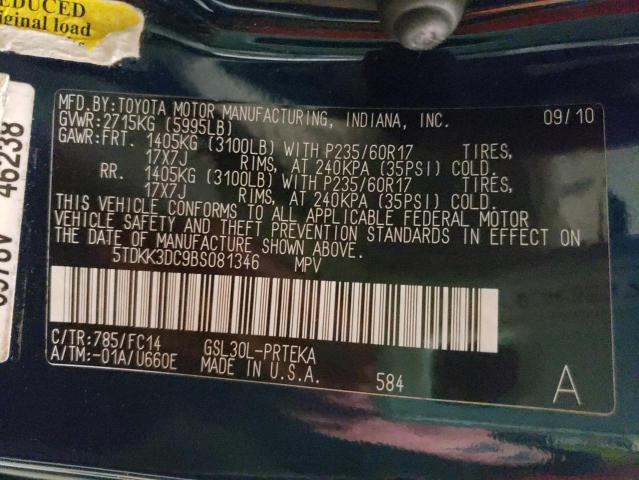 REDUCED
original load
46238
MFD.BY:TOYOTA MOTOR MANUFACTURING, INDIANA, INC. 09/10
GVWR:2715KG (5995LB)
GAWR:FRT. 1405KG (3100LB) WITH P235/60R17 TIRES,
17X7J RIMS, AT 240KPA (35PSI) COLD.
RR. 1405KG (3100LB) WITH P235/60R17 TIRES,
17X7J RIMS, AT 240KPA (35PSI) COLD.
THIS VEHICLE CONFORMS TO ALL APPLICABLE FEDERAL MOTOR
VEHICLE SAFETY AND THEFT PREVENTION STANDARDS IN EFFECT ON
THE DATE OF MANUFACTURE SHOWN ABOVE.
5TDKK3DC9BS081346 MPV
C/TR:785/FC14 GSL30L-PRTEKA
A/TM:-01A/U660E MADE IN U.S.A. 584 A